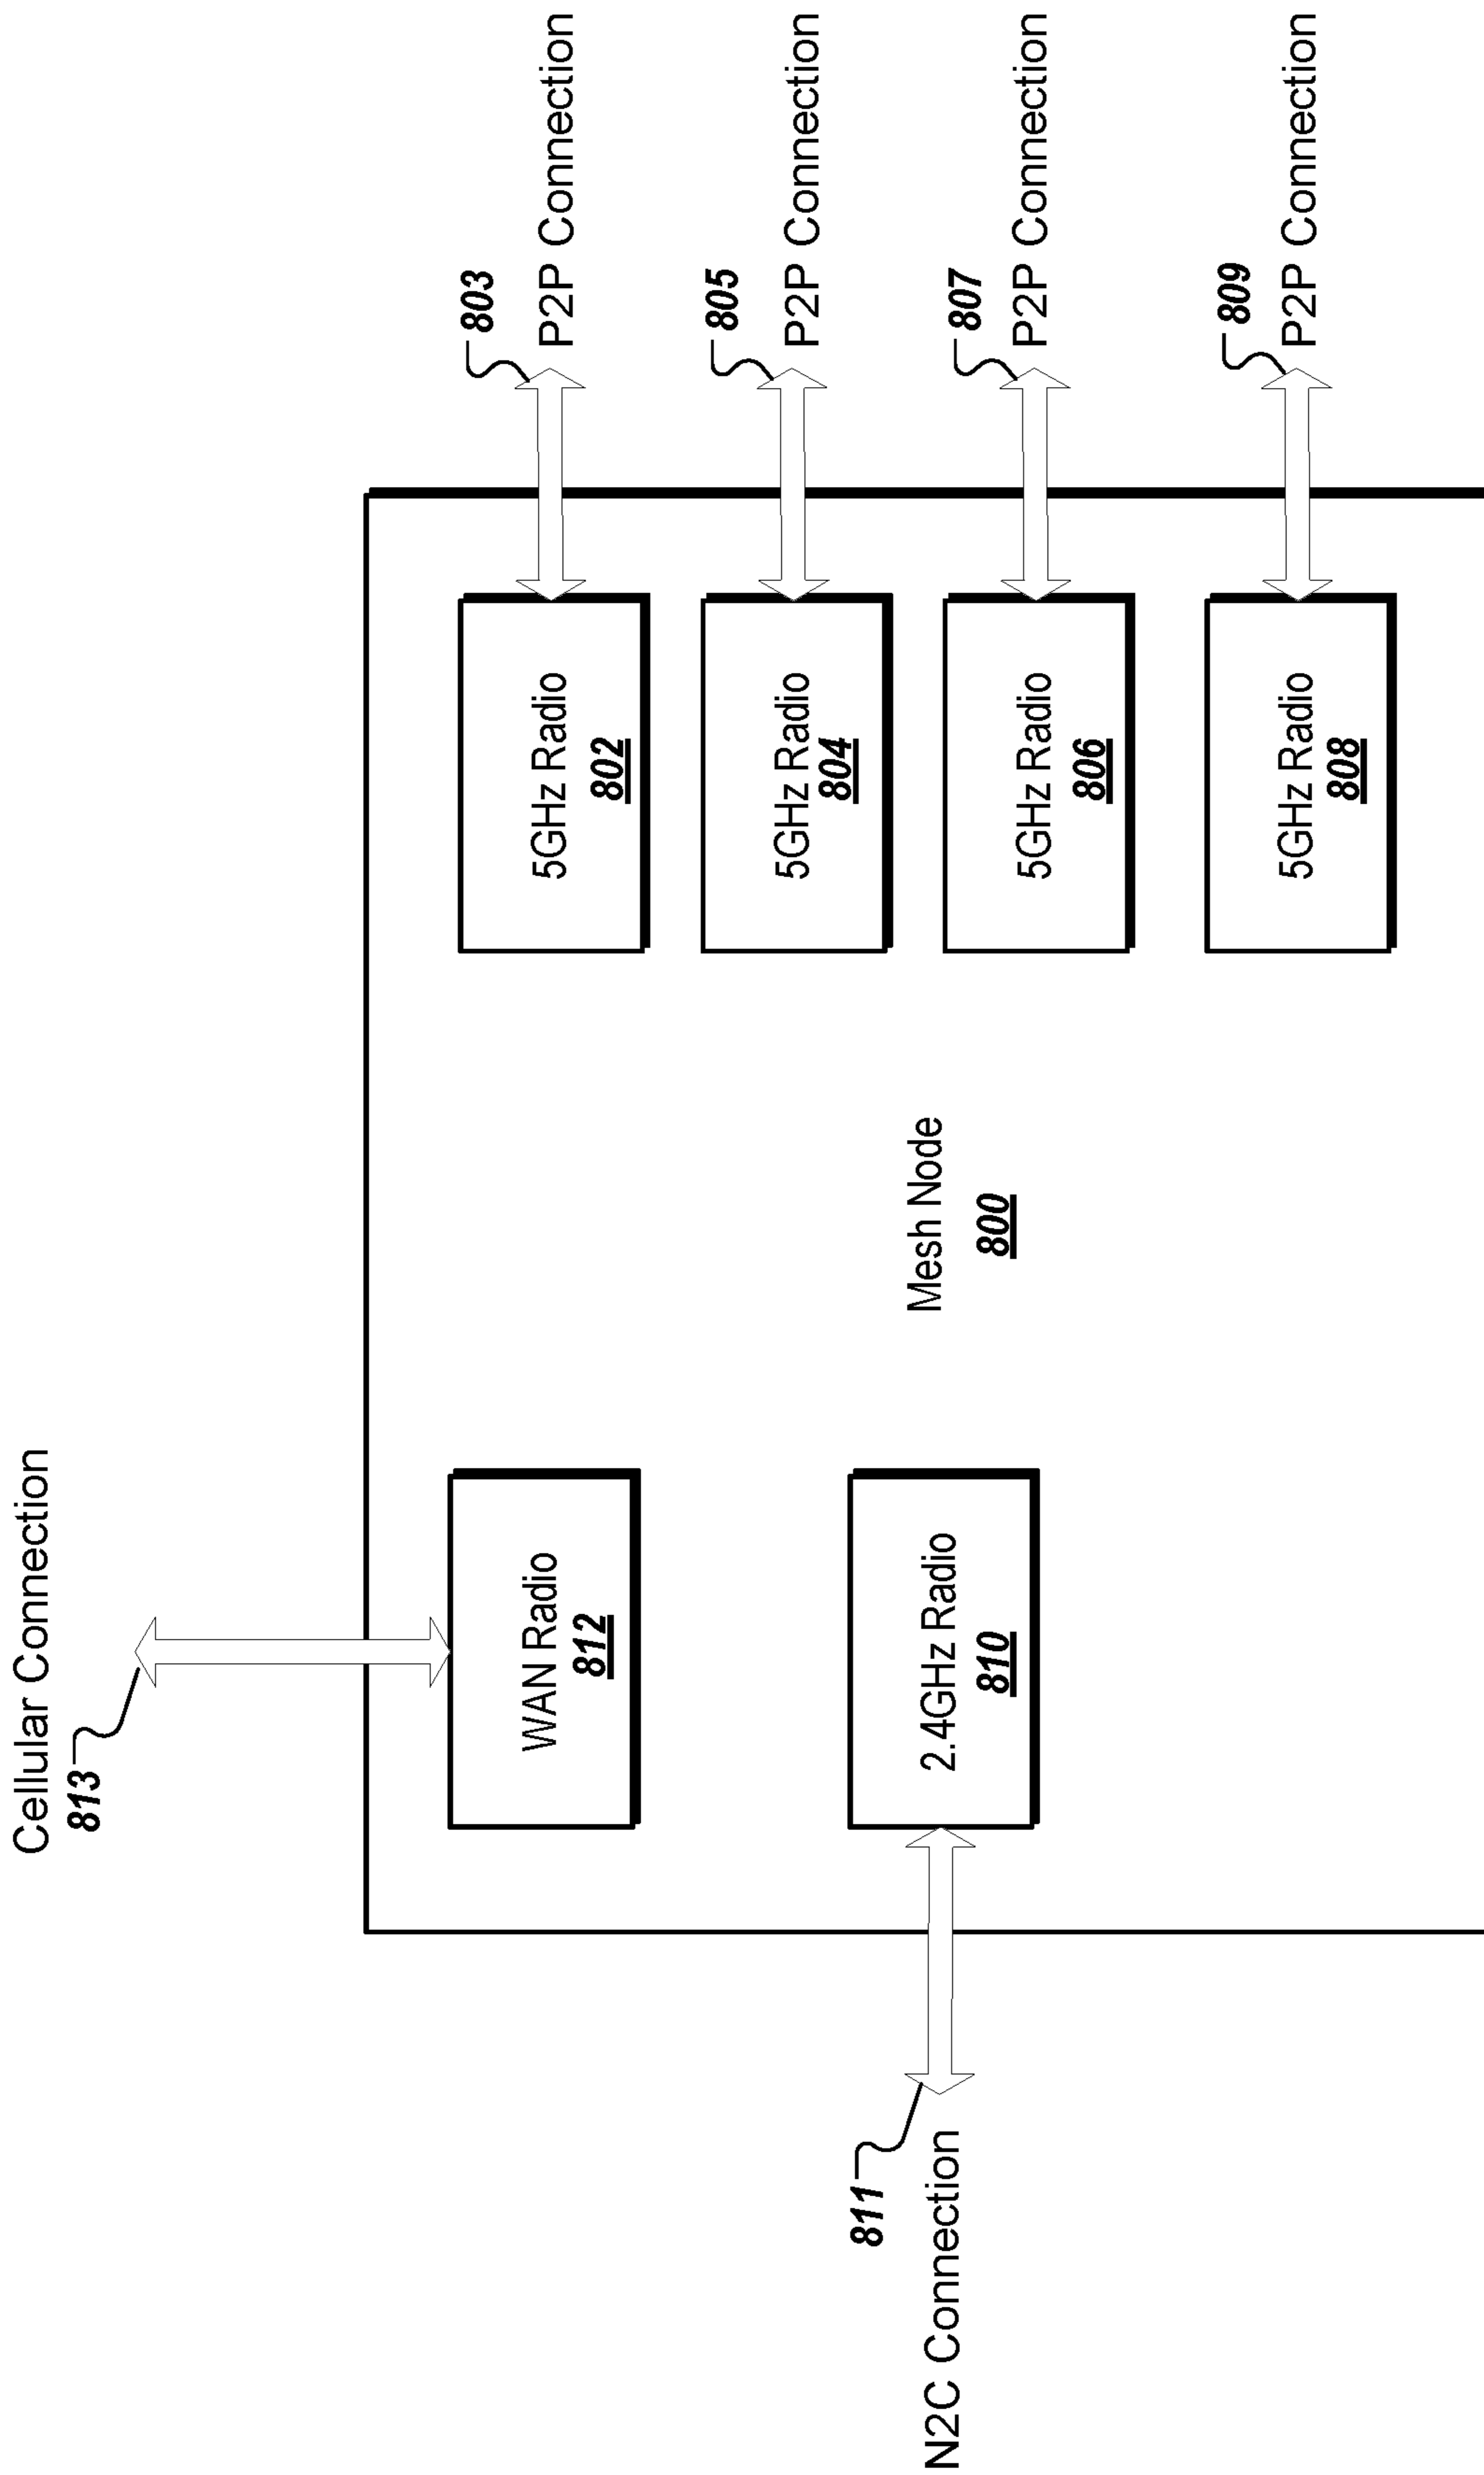 Cellular Connection
813
WAN Radio
812
N2C Connection
811
2.4GHz Radio
810
Mesh Node
800
5GHz Radio
802
803
P2P Connection
5GHz Radio
804
805
P2P Connection
5GHz Radio
806
807
P2P Connection
5GHz Radio
808
809
P2P Connection